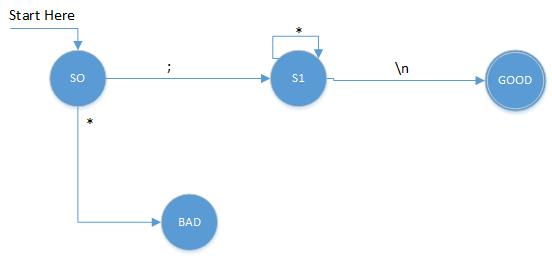 Start Here
*
SO
;
S1
\n
GOOD
*
BAD